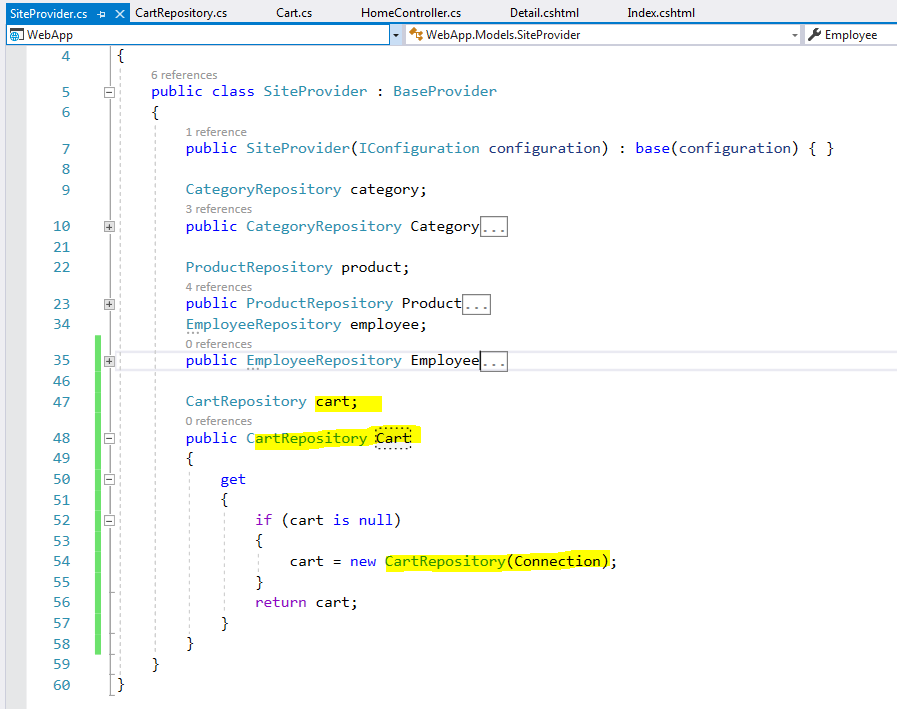 SiteProvider.cs CartRepository.cs Cart.cs HomeController.cs Detail.cshtml Index.cshtml
WebApp WebApp.Models.SiteProvider Employee
4 {
6 references
5 public class SiteProvider : BaseProvider
6 {
1 reference
7 public SiteProvider(IConfiguration configuration) : base(configuration) { }
8
9 CategoryRepository category;
3 references
10 public CategoryRepository Category...
21
22 ProductRepository product;
4 references
23 public ProductRepository Product...
34 EmployeeRepository employee;
0 references
35 public EmployeeRepository Employee...
46
47 CartRepository cart;
0 references
48 public CartRepository Cart
49 {
50 get
51 {
52 if (cart is null)
53 {
54 cart = new CartRepository(Connection);
55 }
56 return cart;
57 }
58 }
59 }
60 }